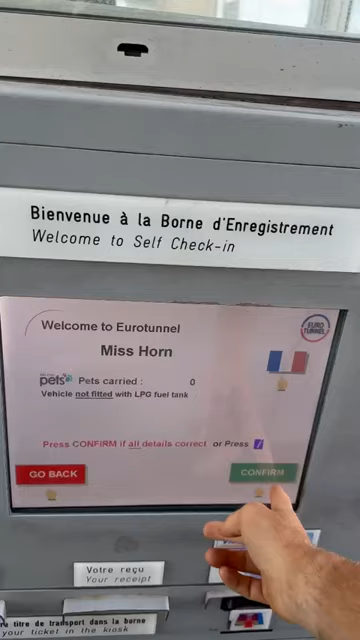 Bienvenue à la Borne d'Enregistrement
Welcome to Self Check-in
Welcome to Eurotunnel
EURO
TUNNEL
Miss Horn
pets Pets carried : 0
Vehicle not fitted with LPG fuel tank
Press CONFIRM if all details correct or Press /
GO BACK
CONFIRM
Votre reçu
Your receipt
titre de transport dans la borne
your ticket in the kiosk